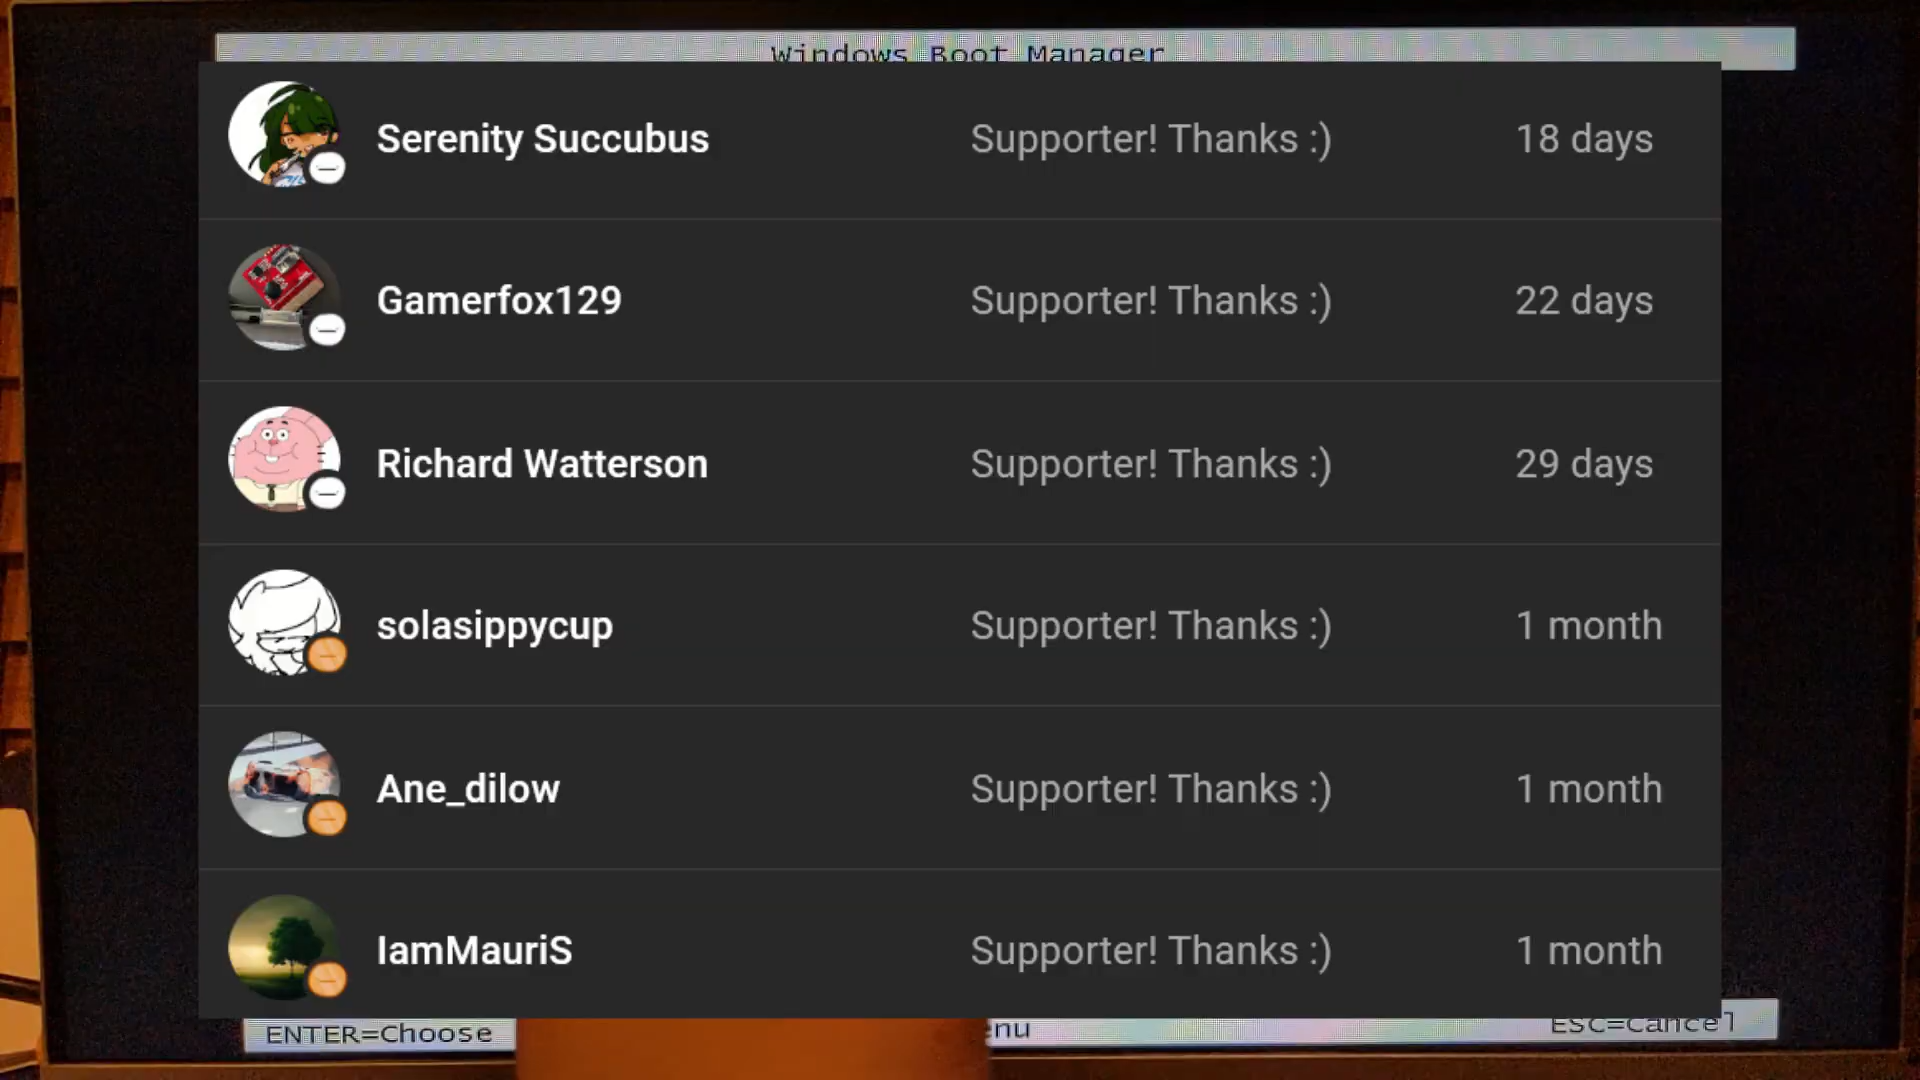 Windows Boot Manager
Serenity Succubus Supporter! Thanks :) 18 days
Gamerfox129 Supporter! Thanks :) 22 days
Richard Watterson Supporter! Thanks :) 29 days
solasippycup Supporter! Thanks :) 1 month
Ane_dilow Supporter! Thanks :) 1 month
IamMauriS Supporter! Thanks :) 1 month
ENTER=Choose enu ESC=Cancel